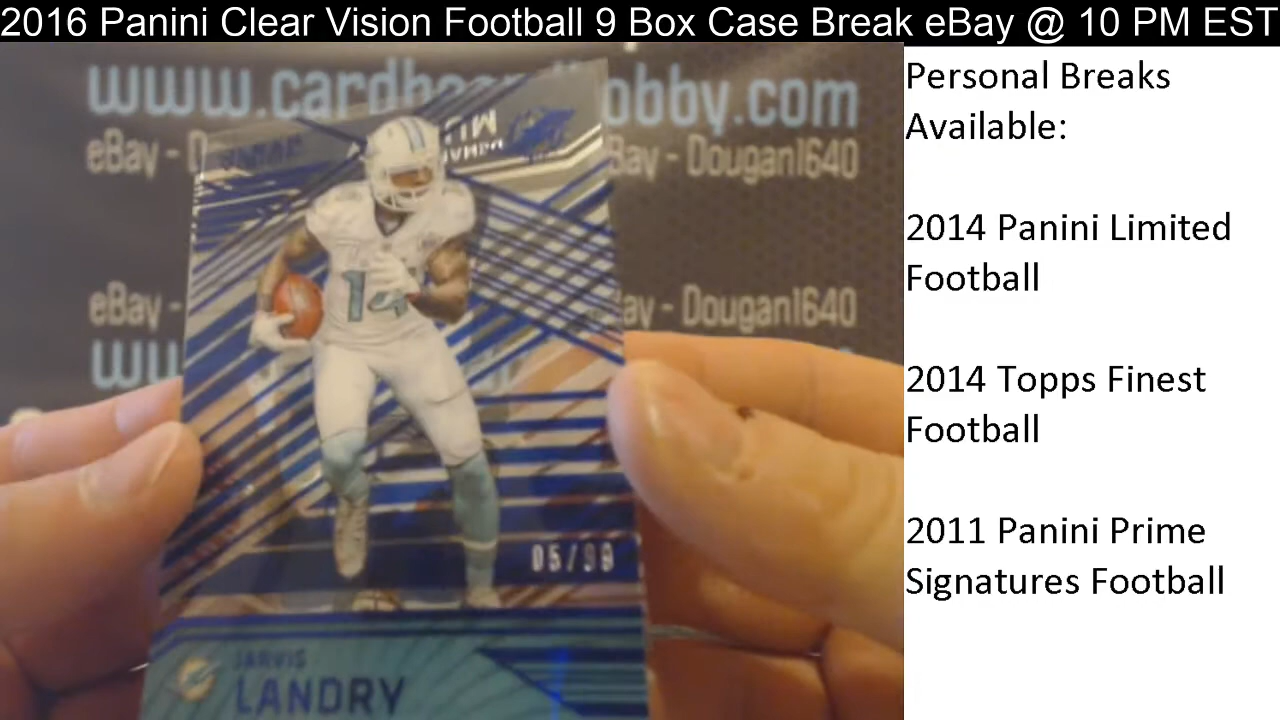 2016 Panini Clear Vision Football 9 Box Case Break eBay @ 10 PM EST
Personal Breaks
Available:
2014 Panini Limited
Football
2014 Topps Finest
Football
2011 Panini Prime
Signatures Football
obby.com
eBay -
Bay - Dougan1640
eBay -
ay - Dougan1640
14
05/99
JARVIS
LANDRY